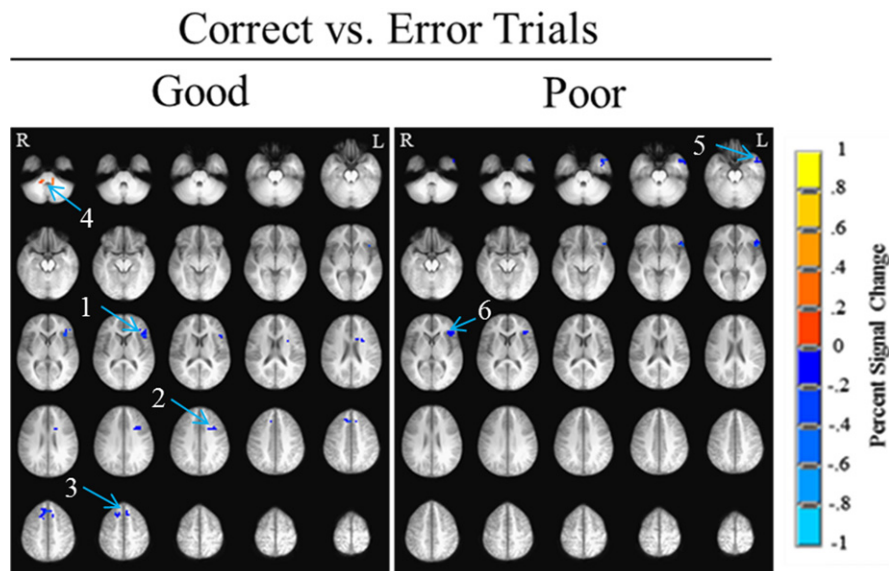 Correct vs. Error Trials
Good
Poor
R
L
R
L
5
4
1
6
2
3
1
.8
.6
.4
.2
0
-.2
-.4
-.6
-.8
-1
Percent Signal Change